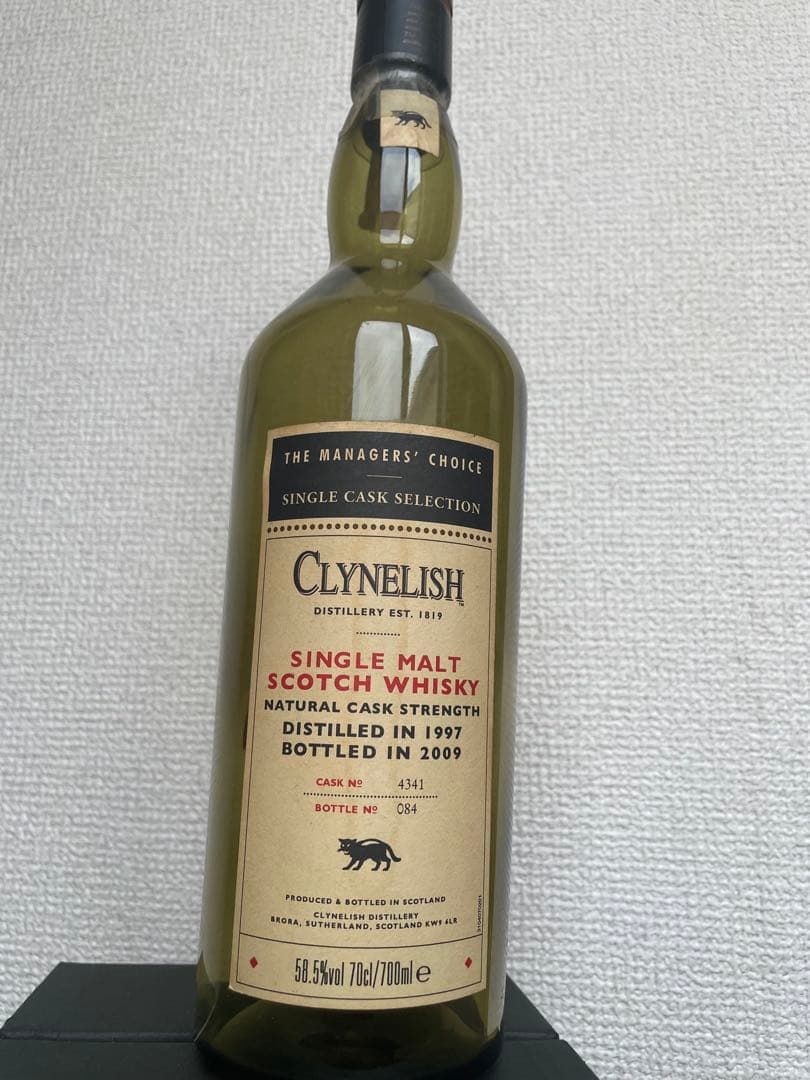 THE MANAGERS' CHOICE
SINGLE CASK SELECTION
CLYNELISH™
DISTILLERY EST. 1819
SINGLE MALT
SCOTCH WHISKY
NATURAL CASK STRENGTH
DISTILLED IN 1997
BOTTLED IN 2009
CASK Nº 4341
BOTTLE Nº 084
PRODUCED & BOTTLED IN SCOTLAND
CLYNELISH DISTILLERY
BRORA, SUTHERLAND, SCOTLAND KW9 6LR
58.5%vol 70cl/700ml e